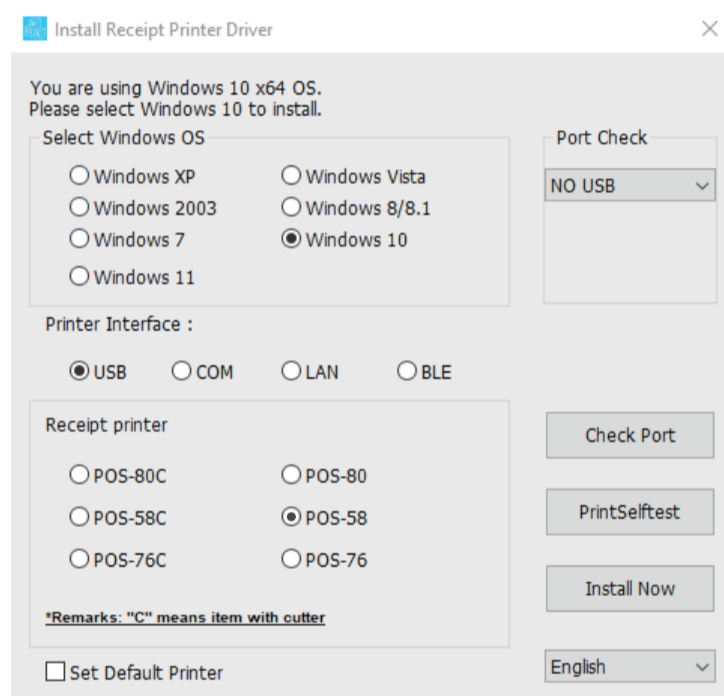 Install Receipt Printer Driver
You are using Windows 10 x64 OS.
Please select Windows 10 to install.
Select Windows OS
Windows XP
Windows Vista
Windows 2003
Windows 8/8.1
Windows 7
Windows 10
Windows 11
Port Check
NO USB
Printer Interface :
USB
COM
LAN
BLE
Receipt printer
POS-80C
POS-80
POS-58C
POS-58
POS-76C
POS-76
*Remarks: "C" means item with cutter
Set Default Printer
Check Port
PrintSelftest
Install Now
English